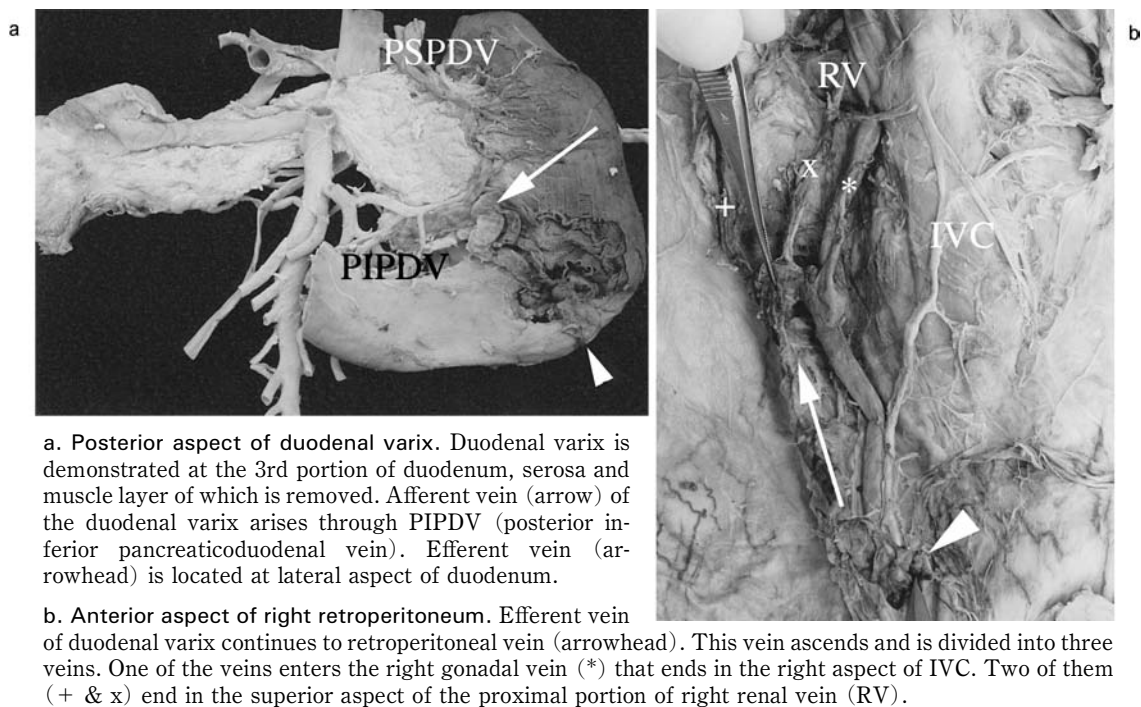 a
PSPDV
PIPDV
b
RV
x
*
+
IVC
a. Posterior aspect of duodenal varix. Duodenal varix is
demonstrated at the 3rd portion of duodenum, serosa and
muscle layer of which is removed. Afferent vein (arrow) of
the duodenal varix arises through PIPDV (posterior in-
ferior pancreaticoduodenal vein). Efferent vein (ar-
rowhead) is located at lateral aspect of duodenum.
b. Anterior aspect of right retroperitoneum. Efferent vein
of duodenal varix continues to retroperitoneal vein (arrowhead). This vein ascends and is divided into three
veins. One of the veins enters the right gonadal vein (*) that ends in the right aspect of IVC. Two of them
(+ & x) end in the superior aspect of the proximal portion of right renal vein (RV).